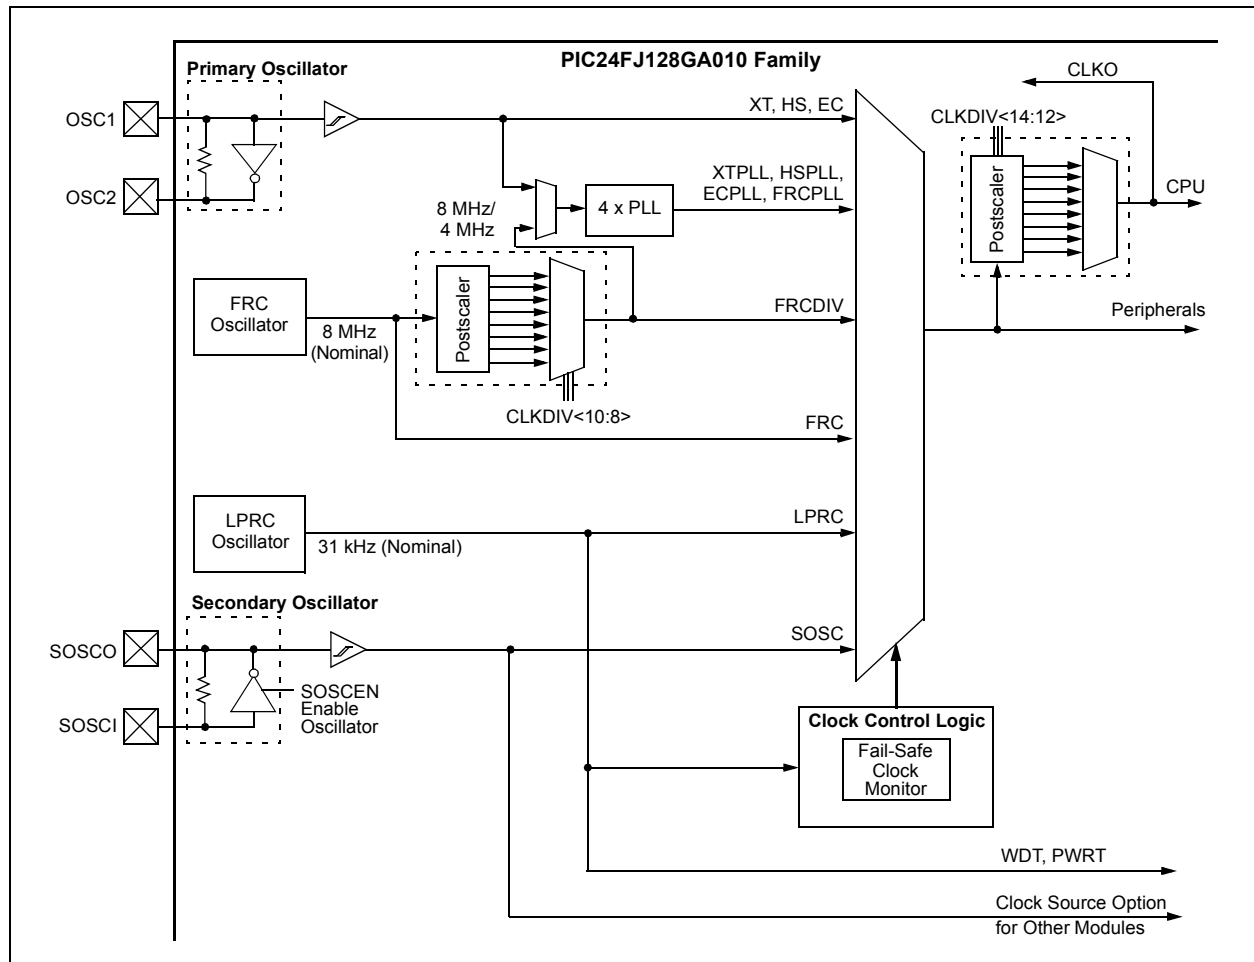 PIC24FJ128GA010 Family
Primary Oscillator
OSC1
OSC2
XT, HS, EC
XTPLL, HSPLL,
ECPLL, FRCPLL
8 MHz/
4 MHz
4 x PLL
CLKO
CLKDIV<14:12>
Postscaler
CPU
Peripherals
FRC
Oscillator
8 MHz
(Nominal)
Postscaler
CLKDIV<10:8>
FRCDIV
FRC
LPRC
Oscillator
31 kHz (Nominal)
LPRC
Secondary Oscillator
SOSCO
SOSCI
SOSCEN
Enable
Oscillator
SOSC
Clock Control Logic
Fail-Safe
Clock
Monitor
WDT, PWRT
Clock Source Option
for Other Modules